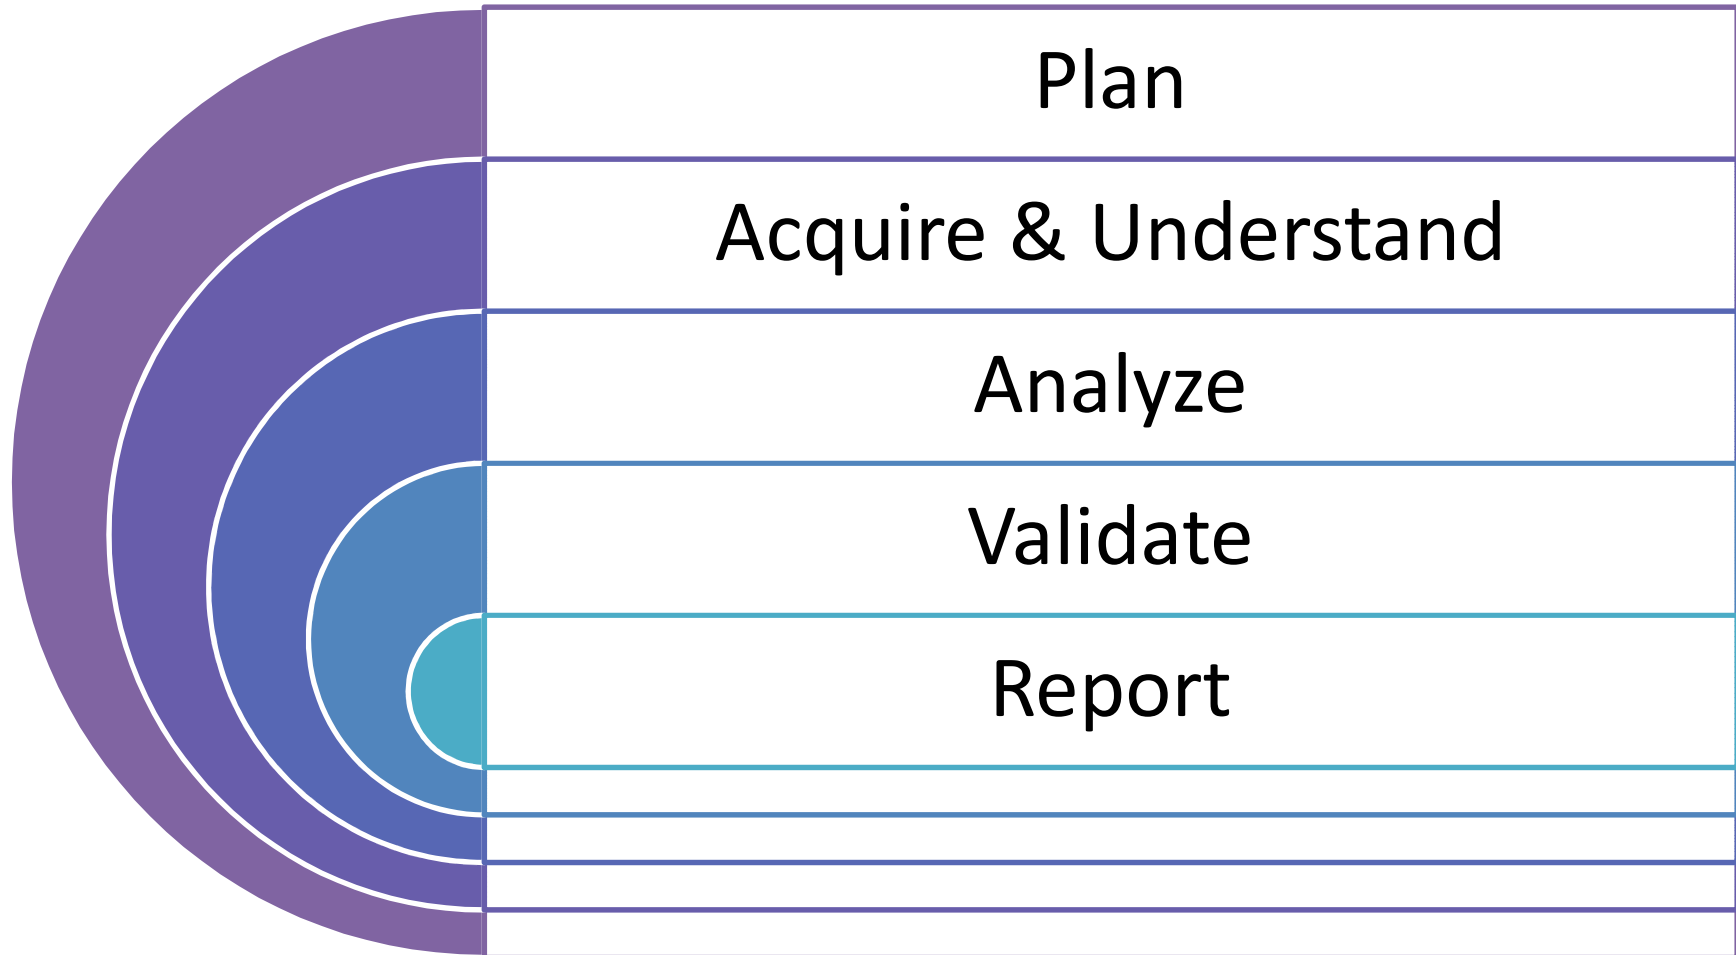 Plan
Acquire & Understand
Analyze
Validate
Report